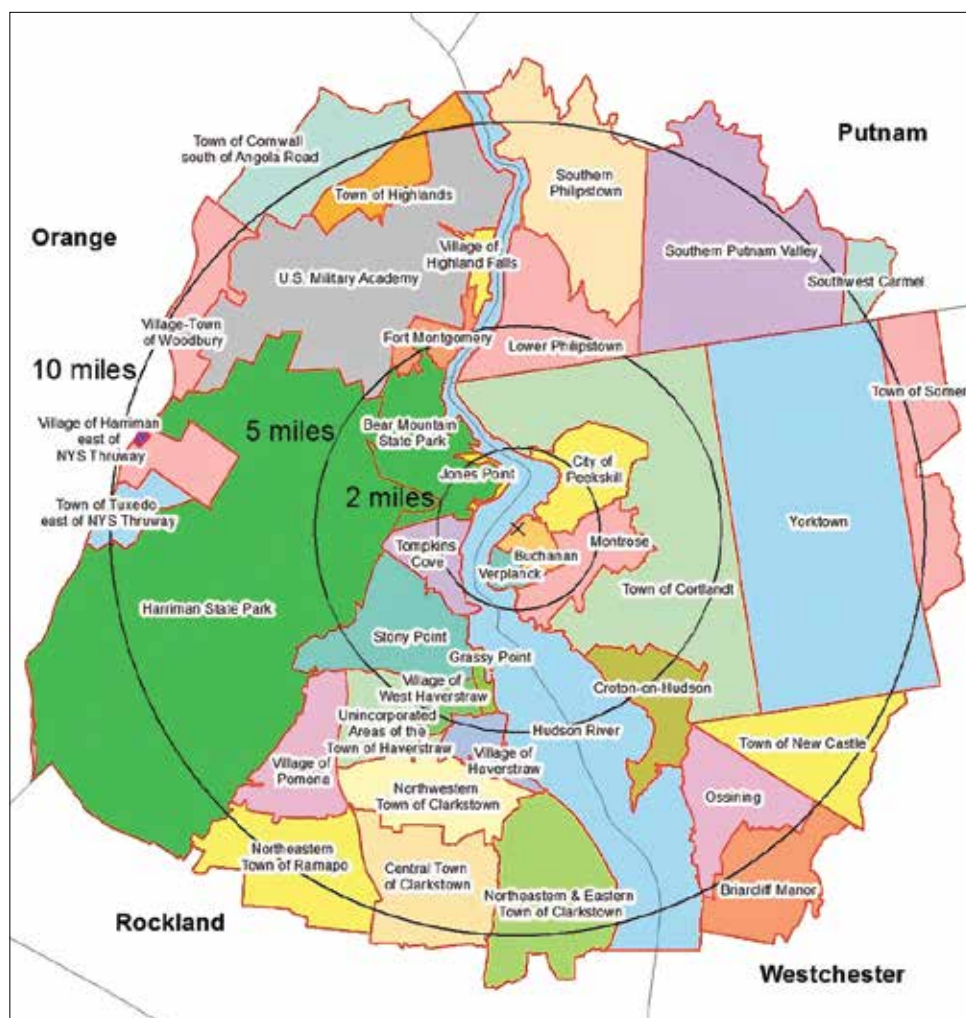 Putnam
Town of Cornwall
south of Angola Road
Town of Highlands
Southern
Philipstown
Orange
Village of
Highland Falls
Southern Putnam Valley
U.S. Military Academy
Southwest Carmel
Village-Town
of Woodbury
Fort Montgomery
Lower Philipstown
10 miles
Town of Somer
Village of Harriman
east of
NYS Thruway
5 miles
Bear Mountain
State Park
City of
Peekskill
Jones Point
2 miles
Town of Tuxedo
east of NYS Thruway
Yorktown
Tompkins
Cove
Buchanan
Montrose
Verplanck
Town of Cortlandt
Harriman State Park
Stony Point
Grassy Point
Village of
West Haverstraw
Croton-on-Hudson
Unincorporated
Areas of the
Town of Haverstraw
Hudson River
Village of
Haverstraw
Town of New Castle
Village of
Pomona
Northwestern
Town of Clarkstown
Ossining
Northeastern
Town of Ramapo
Central Town
of Clarkstown
Northeastern & Eastern
Town of Clarkstown
Briarcliff Manor
Rockland
Westchester